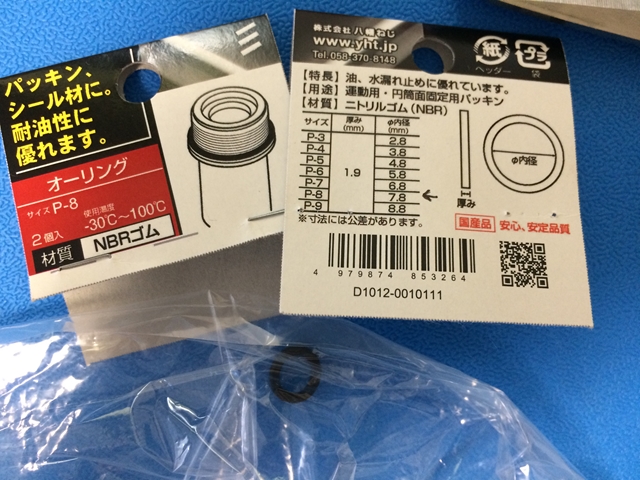 パッキン、
シール材に。
耐油性に
優れます。
オーリング
サイズ P-8
使用温度
-30℃〜100℃
2個入
材質 NBRゴム
株式会社 八幡ねじ
www.yht.jp
Tel.058-370-8148
紙
ヘッダー
プラ
袋
【特長】油、水漏れ止めに優れています。
【用途】運動用・円筒面固定用パッキン
【材質】ニトリルゴム(NBR)
サイズ 厚み(mm) φ内径(mm)
P-3 1.9 2.8
P-4 3.8
P-5 4.8
P-6 5.8
P-7 6.8
P-8 7.8
P-9 8.8
※寸法には公差があります。
φ内径
厚み
国産品 安心、安定品質
4 979874 853264
D1012-0010111